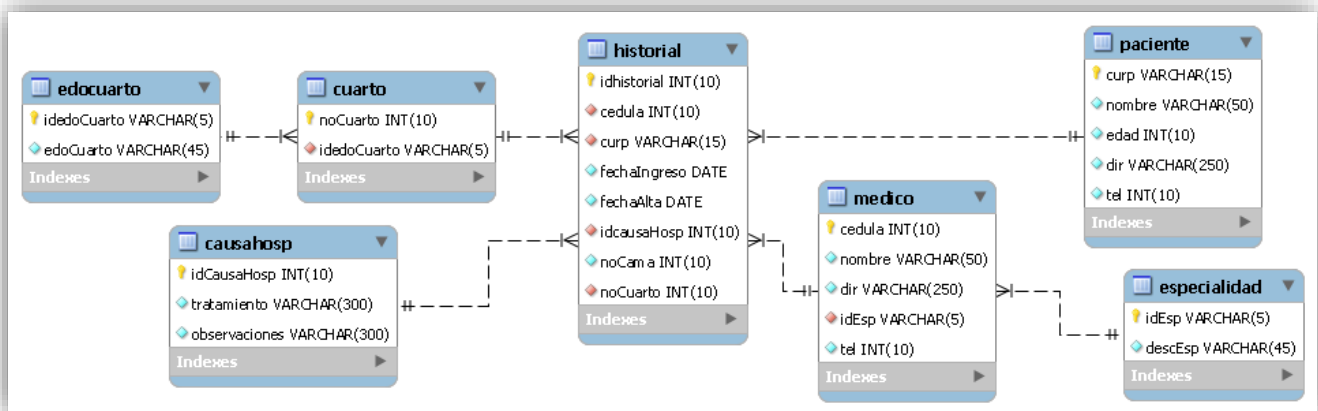 edocuarto
idedoCuarto VARCHAR(5)
edoCuarto VARCHAR(45)
Indexes
cuarto
noCuarto INT(10)
idedoCuarto VARCHAR(5)
Indexes
historial
idhistorial INT(10)
cedula INT(10)
curp VARCHAR(15)
fechaIngreso DATE
fechaAlta DATE
idcausaHosp INT(10)
noCama INT(10)
noCuarto INT(10)
Indexes
paciente
curp VARCHAR(15)
nombre VARCHAR(50)
edad INT(10)
dir VARCHAR(250)
tel INT(10)
Indexes
causahosp
idCausaHosp INT(10)
tratamiento VARCHAR(300)
observaciones VARCHAR(300)
Indexes
medico
cedula INT(10)
nombre VARCHAR(50)
dir VARCHAR(250)
idEsp VARCHAR(5)
tel INT(10)
Indexes
especialidad
idEsp VARCHAR(5)
descEsp VARCHAR(45)
Indexes